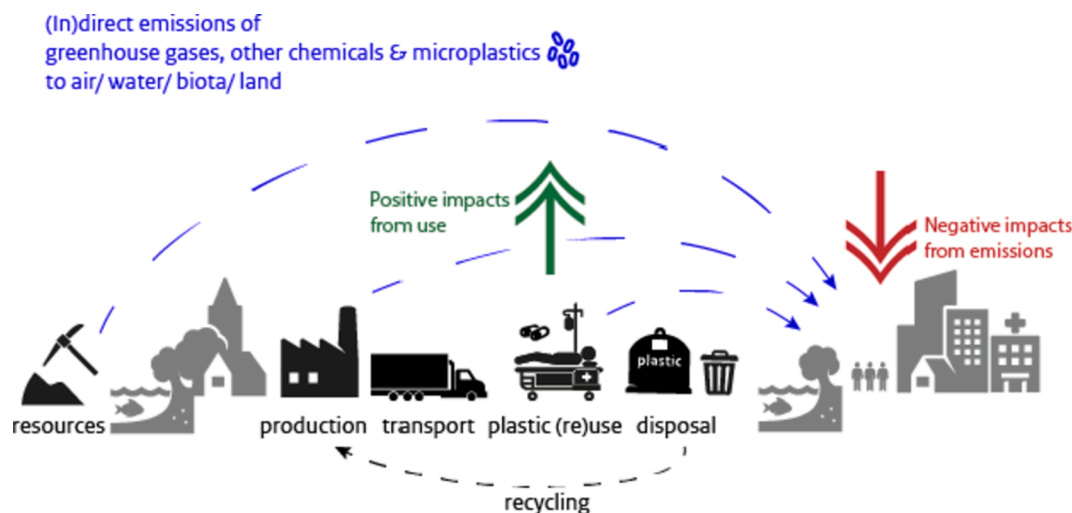 (In)direct emissions of
greenhouse gases, other chemicals & microplastics
to air/ water/ biota/ land
Positive impacts
from use
Negative impacts
from emissions
plastic
resources
production
transport
plastic (re)use
disposal
recycling